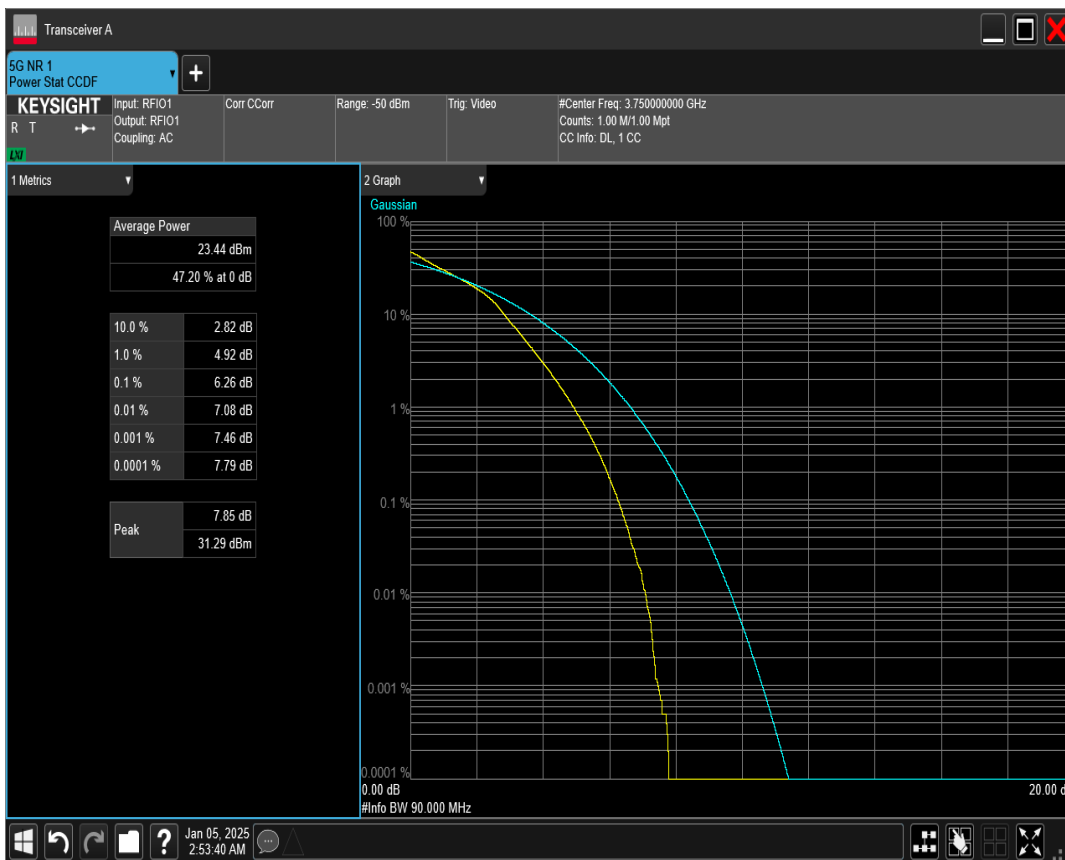 Transceiver A
5G NR 1
Power Stat CCDF
KEYSIGHT
R T
LXI
Input: RFIO1
Output: RFIO1
Coupling: AC
Corr CCorr
Range: -50 dBm
Trig: Video
#Center Freq: 3.750000000 GHz
Counts: 1.00 M/1.00 Mpt
CC Info: DL, 1 CC
1 Metrics
Average Power
23.44 dBm
47.20 % at 0 dB
10.0 % 2.82 dB
1.0 % 4.92 dB
0.1 % 6.26 dB
0.01 % 7.08 dB
0.001 % 7.46 dB
0.0001 % 7.79 dB
Peak 7.85 dB
31.29 dBm
2 Graph
Gaussian
100 %
10 %
1 %
0.1 %
0.01 %
0.001 %
0.0001 %
0.00 dB 20.00 d
#Info BW 90.000 MHz
?
Jan 05, 2025
2:53:40 AM